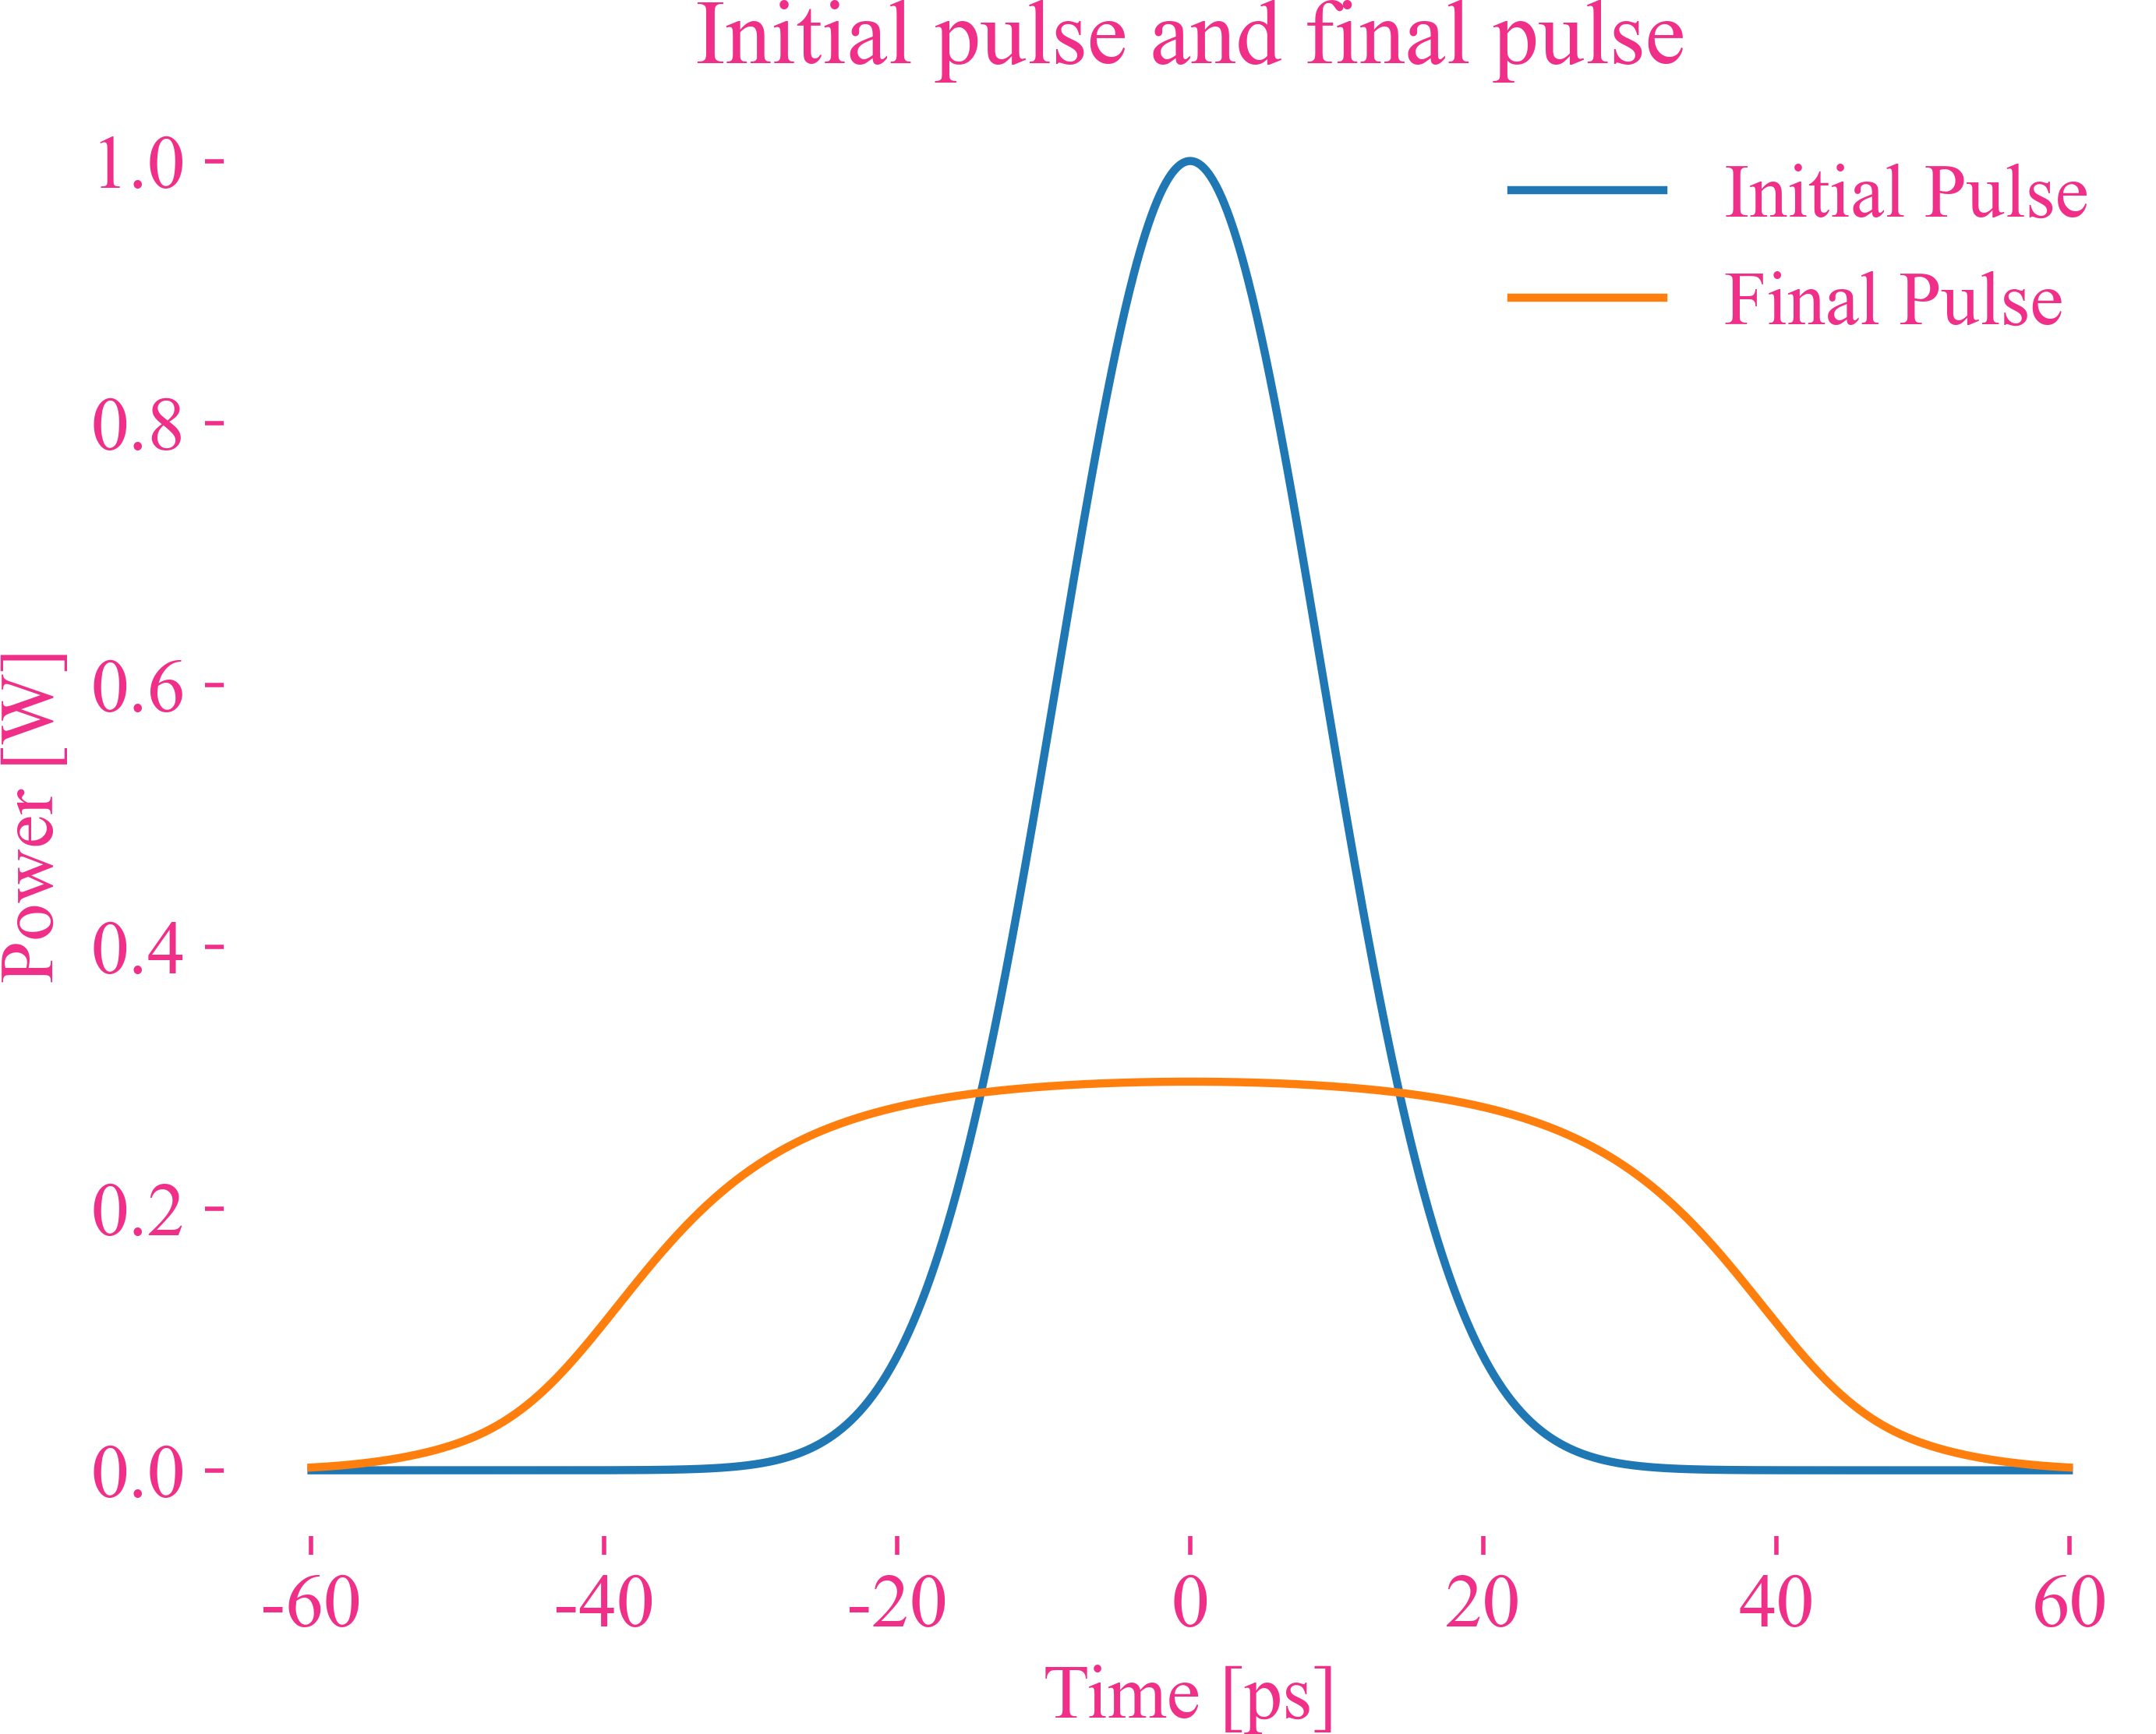 Initial pulse and final pulse
Initial Pulse
Final Pulse
Power [W]
1.0
0.8
0.6
0.4
0.2
0.0
-60 -40 -20 0 20 40 60
Time [ps]